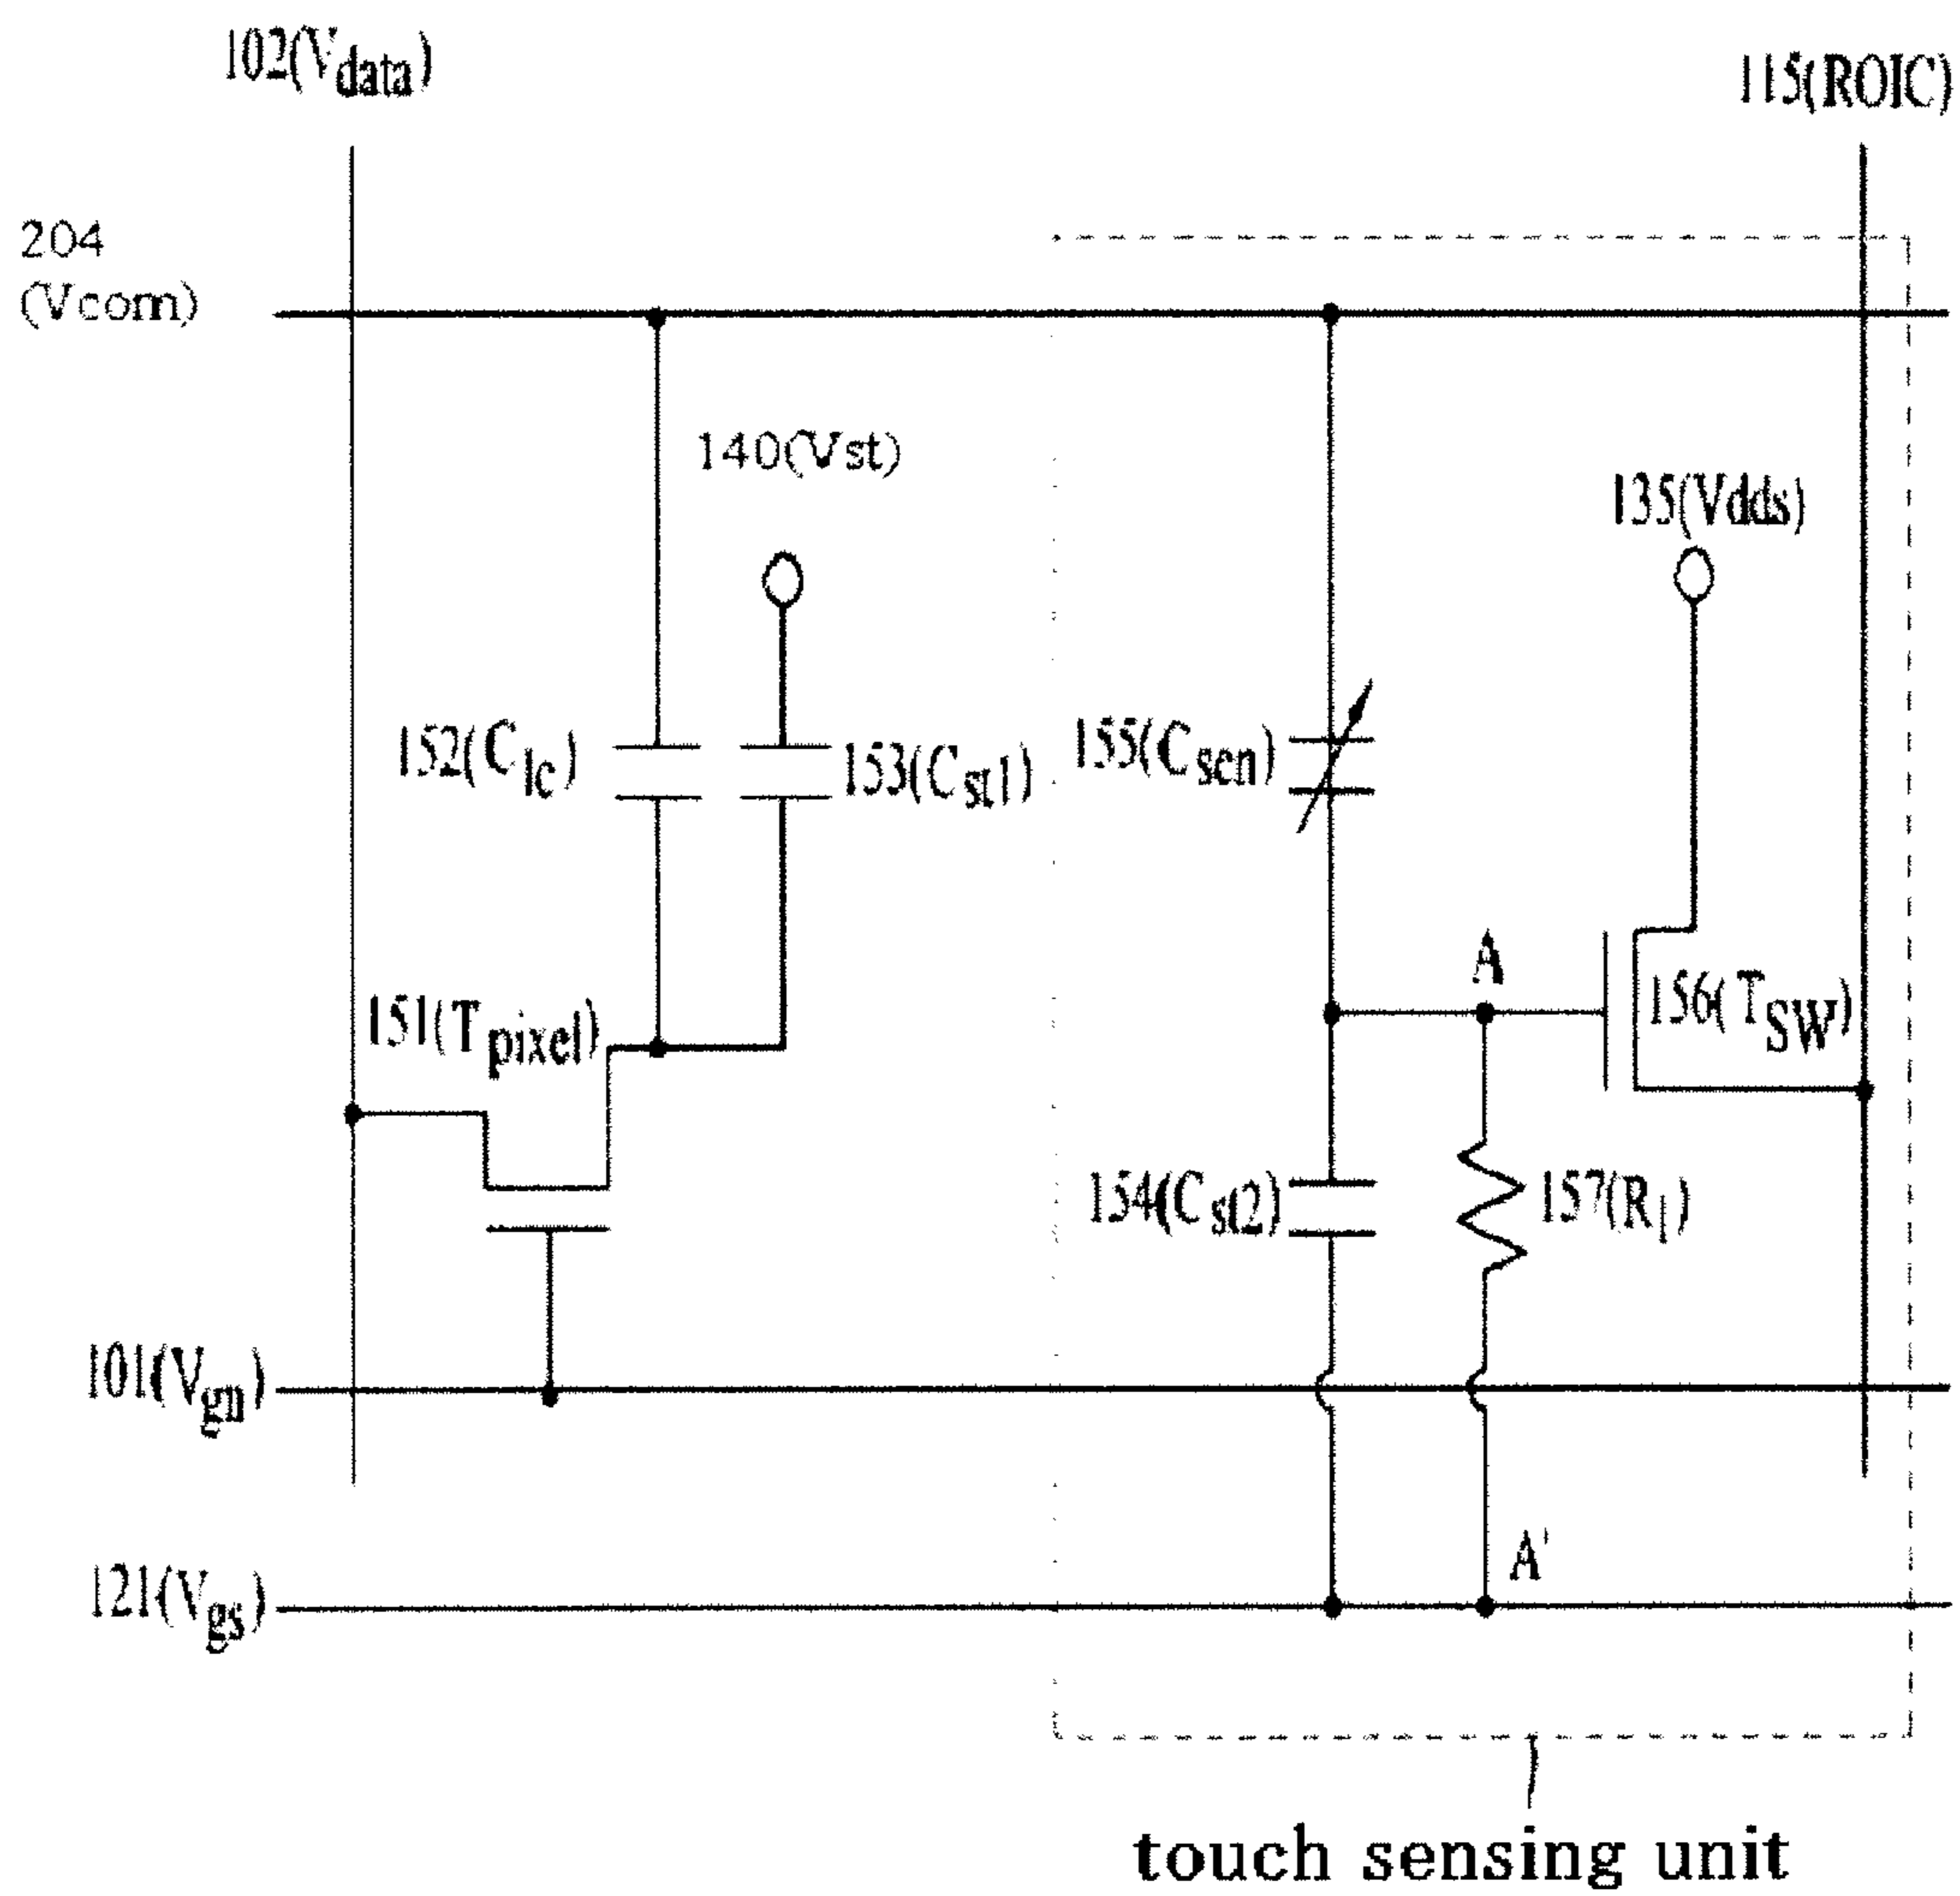 102(Vdata)
115(ROIC)
204
(Vcom)
140(Vst)
135(Vdds)
152(Clc)
153(Cst1)
155(Csen)
A
151(Tpixel)
156(TSW)
154(Cst2)
157(R1)
101(Vgn)
A'
121(Vgs)
touch sensing unit